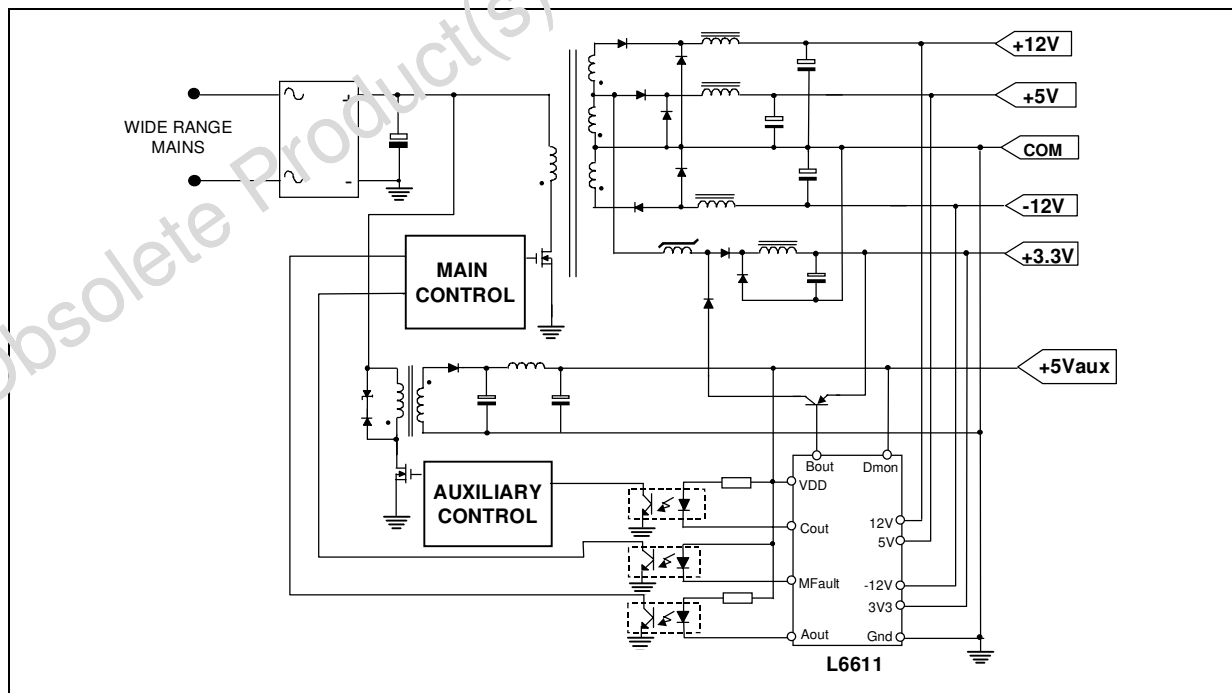 Obsolete Product(s)
+12V
+5V
WIDE RANGE
MAINS
COM
-12V
+3.3V
MAIN
CONTROL
+5Vaux
AUXILIARY
CONTROL
Bout
Dmon
VDD
Cout
MFault
Aout
12V
5V
-12V
3V3
Gnd
L6611